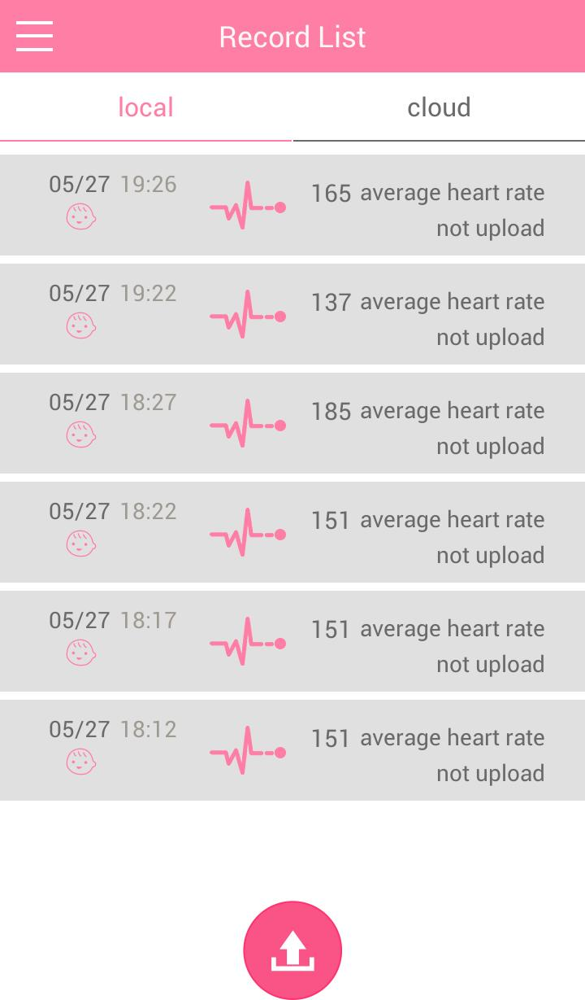 Record List
local
cloud
05/27 19:26
165 average heart rate
not upload
05/27 19:22
137 average heart rate
not upload
05/27 18:27
185 average heart rate
not upload
05/27 18:22
151 average heart rate
not upload
05/27 18:17
151 average heart rate
not upload
05/27 18:12
151 average heart rate
not upload